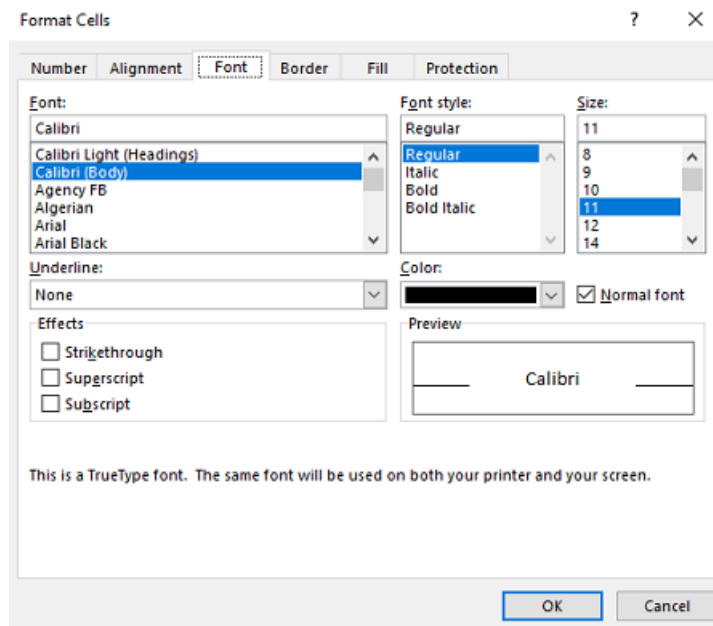 Format Cells
?
Number Alignment Font Border Fill Protection
Font: Font style: Size:
Calibri Regular 11
Calibri Light (Headings) Regular 8
Calibri (Body) Italic 9
Agency FB Bold 10
Algerian Bold Italic 11
Arial 12
Arial Black 14
Underline: Color:
None Normal font
Effects Preview
Strikethrough
Superscript Calibri
Subscript
This is a TrueType font. The same font will be used on both your printer and your screen.
OK Cancel